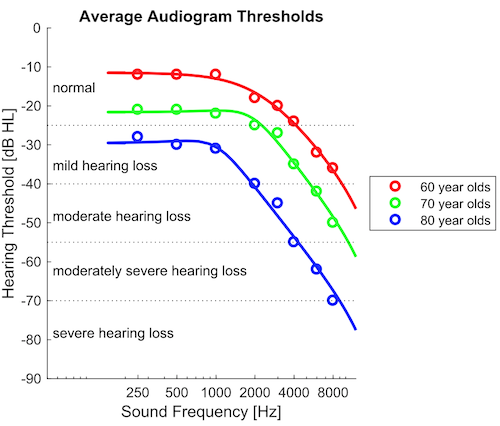 Average Audiogram Thresholds
0
-10
-20
-30
-40
-50
-60
-70
-80
-90
Hearing Threshold [dB HL]
normal
mild hearing loss
moderate hearing loss
moderately severe hearing loss
severe hearing loss
250 500 1000 2000 4000 8000
Sound Frequency [Hz]
60 year olds
70 year olds
80 year olds